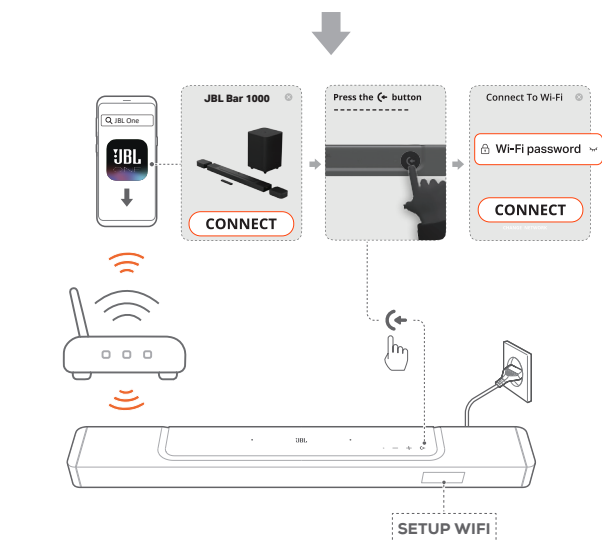 JBL Bar 1000
Press the button
Connect To Wi-Fi
JBL One
JBL
ONE
Wi-Fi password
CONNECT
CONNECT
JBL
SETUP WIFI